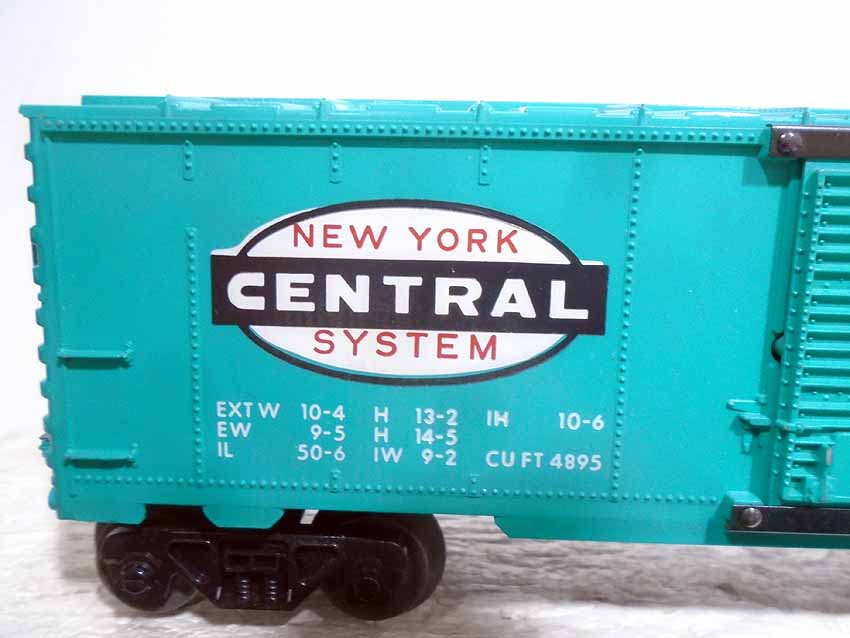 NEW YORK
CENTRAL
SYSTEM
EXT W 10-4 H 13-2 IH 10-6
EW 9-5 H 14-5
IL 50-6 IW 9-2 CU FT 4895